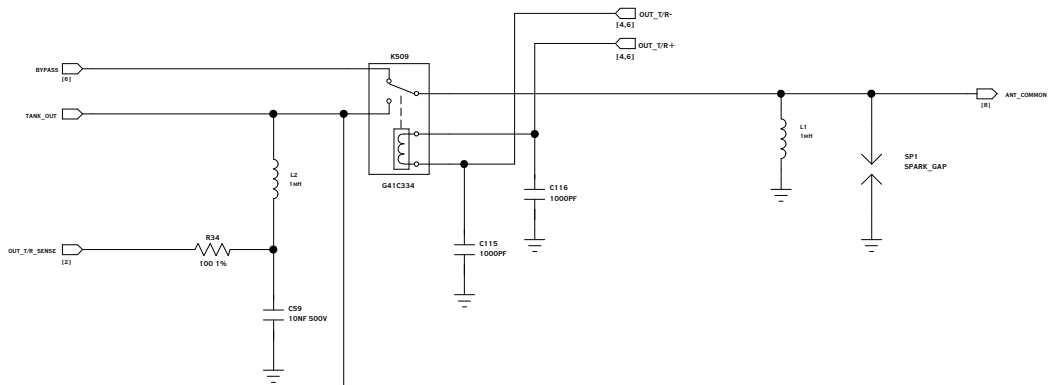 OUT_T/R-
[4,6]
OUT_T/R+
[4,6]
K509
BYPASS
[6]
TANK_OUT
ANT_COMMON
[8]
L1
1MH
SP1
SPARK_GAP
L2
1MH
G41C334
C116
1000PF
OUT_T/R_SENSE
[2]
R34
100 1%
C115
1000PF
C59
10NF 500V